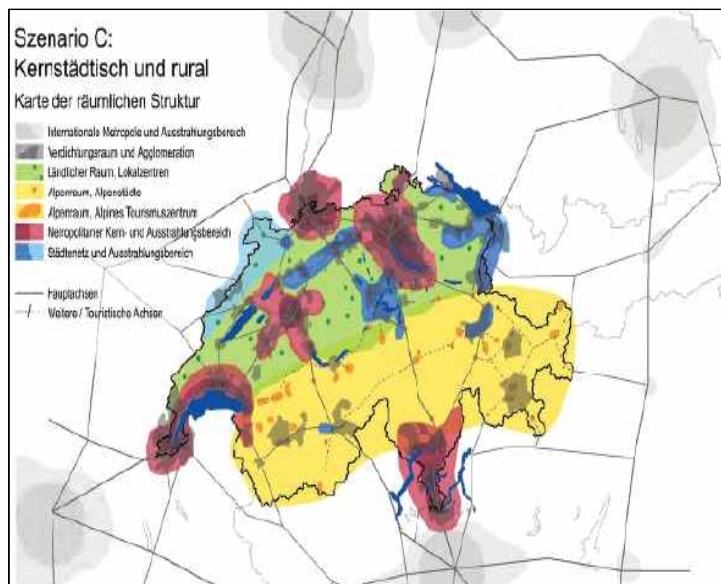 Szenario C:
Kernstädtisch und rural
Karte der räumlichen Struktur
Internationale Metropole und Ausstrahlungsbereich
Verdichtungsraum und Agglomeration
Ländlicher Raum, Lokalzentren
Alpenraum, Alpenstädte
Alpenraum, Alpines Tourismuszentrum
Metropolitaner Kern- und Ausstrahlungsbereich
Städtenetz und Ausstrahlungsbereich
Hauptachsen
Weitere / Touristische Achsen